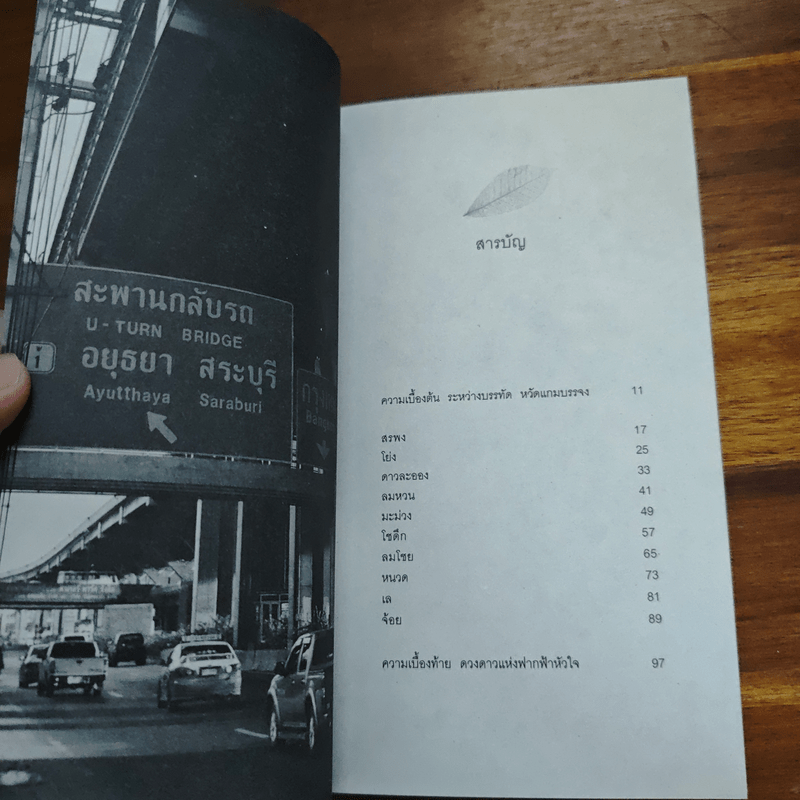 สะพานกลับรถ
U-TURN BRIDGE
อยุธยา สระบุรี
Ayutthaya Saraburi
สารบัญ
ความเบื้องต้น ระหว่างบรรทัด หวัดแกมบรรจง 11
สรพง 17
โย่ง 25
ดาวละออง 33
ลมหวน 41
มะม่วง 49
โชดึก 57
ลมโชย 65
หนวด 73
เล 81
จ้อย 89
ความเบื้องท้าย ดวงดาวแห่งฟากฟ้าหัวใจ 97